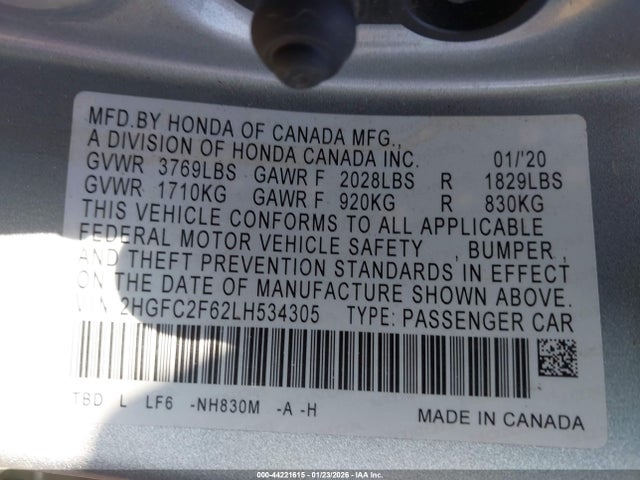 MFD.BY HONDA OF CANADA MFG.,
A DIVISION OF HONDA CANADA INC. 01/'20
GVWR 3769LBS GAWR F 2028LBS R 1829LBS
GVWR 1710KG GAWR F 920KG R 830KG
THIS VEHICLE CONFORMS TO ALL APPLICABLE
FEDERAL MOTOR VEHICLE SAFETY , BUMPER,
AND THEFT PREVENTION STANDARDS IN EFFECT
ON THE DATE OF MANUFACTURE SHOWN ABOVE.
VIN 2HGFC2F62LH534305 TYPE: PASSENGER CAR
TBD L LF6 -NH830M -A -H
MADE IN CANADA
000-44221615 - 01/23/2026 - IAA Inc.